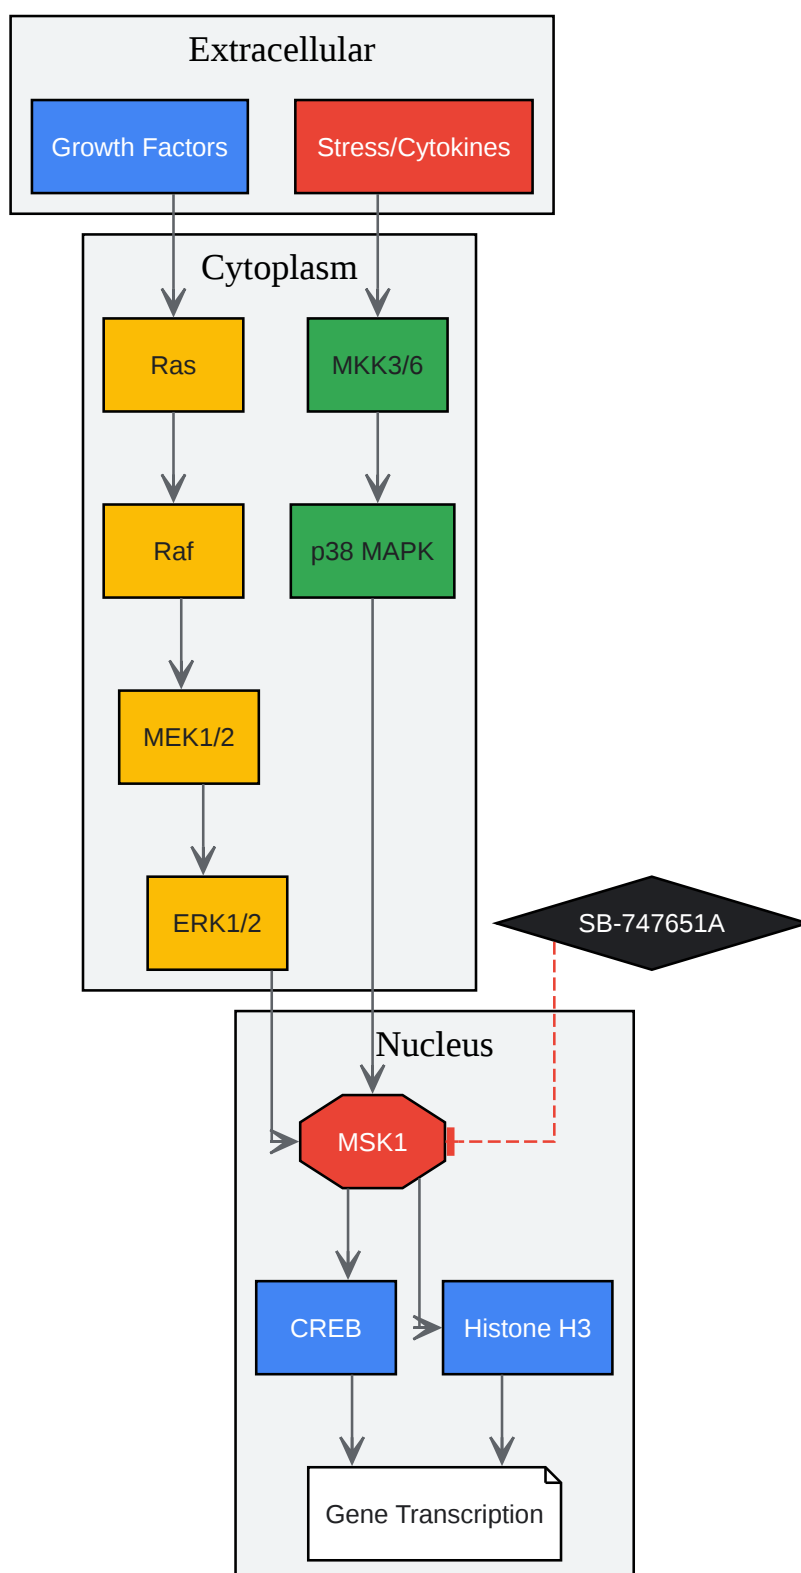 Extracellular
Growth Factors
Stress/Cytokines
Cytoplasm
Ras
MKK3/6
Raf
p38 MAPK
MEK1/2
ERK1/2
SB-747651A
Nucleus
MSK1
CREB
Histone H3
Gene Transcription